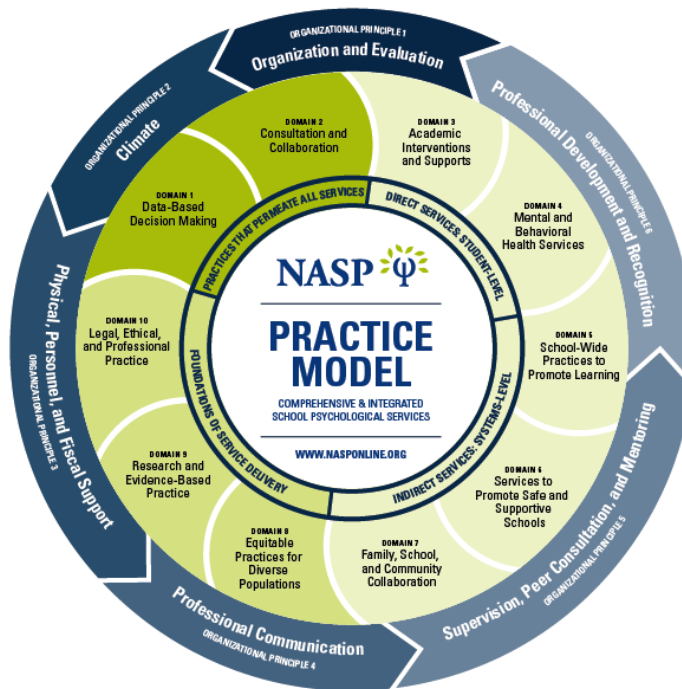 ORGANIZATIONAL PRINCIPLE 1
Organization and Evaluation
ORGANIZATIONAL PRINCIPLE 2
Climate
Physical, Personnel, and Fiscal Support
ORGANIZATIONAL PRINCIPLE 3
Professional Communication
ORGANIZATIONAL PRINCIPLE 4
Supervision, Peer Consultation, and Mentoring
ORGANIZATIONAL PRINCIPLE 5
ORGANIZATIONAL PRINCIPLE 6
Professional Development and Recognition
DOMAIN 1
Data-Based
Decision Making
DOMAIN 2
Consultation and
Collaboration
DOMAIN 3
Academic
Interventions
and Supports
DOMAIN 4
Mental and
Behavioral
Health Services
DOMAIN 5
School-Wide
Practices to
Promote Learning
DOMAIN 6
Services to
Promote Safe and
Supportive
Schools
DOMAIN 7
Family, School,
and Community
Collaboration
DOMAIN 8
Equitable
Practices for
Diverse
Populations
DOMAIN 9
Research and
Evidence-Based
Practice
DOMAIN 10
Legal, Ethical,
and Professional
Practice
PRACTICES THAT PERMEATE ALL SERVICES
DIRECT SERVICES: STUDENT-LEVEL
INDIRECT SERVICES: SYSTEMS-LEVEL
FOUNDATIONS OF SERVICE DELIVERY
NASP
PRACTICE
MODEL
COMPREHENSIVE & INTEGRATED
SCHOOL PSYCHOLOGICAL SERVICES
WWW.NASPONLINE.ORG